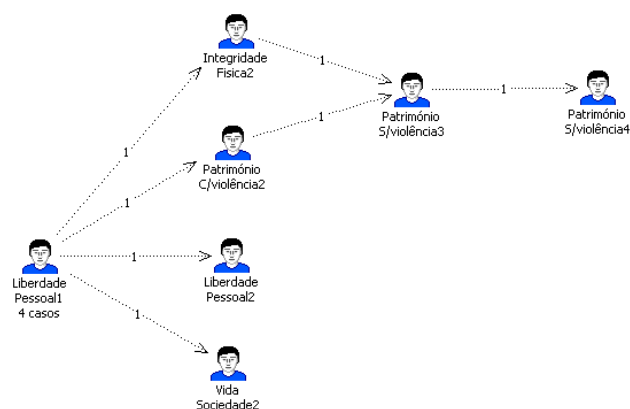 Integridade
Fisica2
1
1
Património
S/violência3
1
Património
S/violência4
1
1
Património
C/violência2
1
1
Liberdade
Pessoal1
4 casos
Liberdade
Pessoal2
1
Vida
Sociedade2